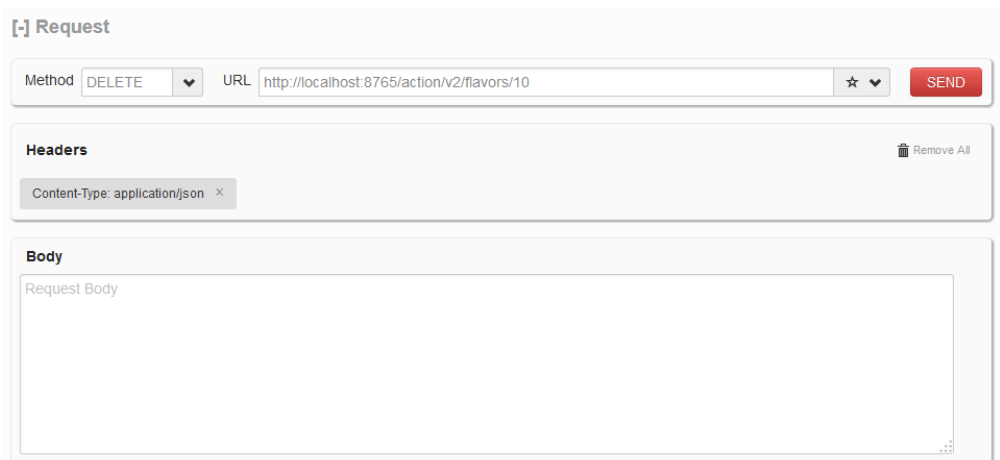 [-] Request
Method DELETE URL http://localhost:8765/action/v2/flavors/10 SEND
Headers Remove All
Content-Type: application/json ×
Body
Request Body